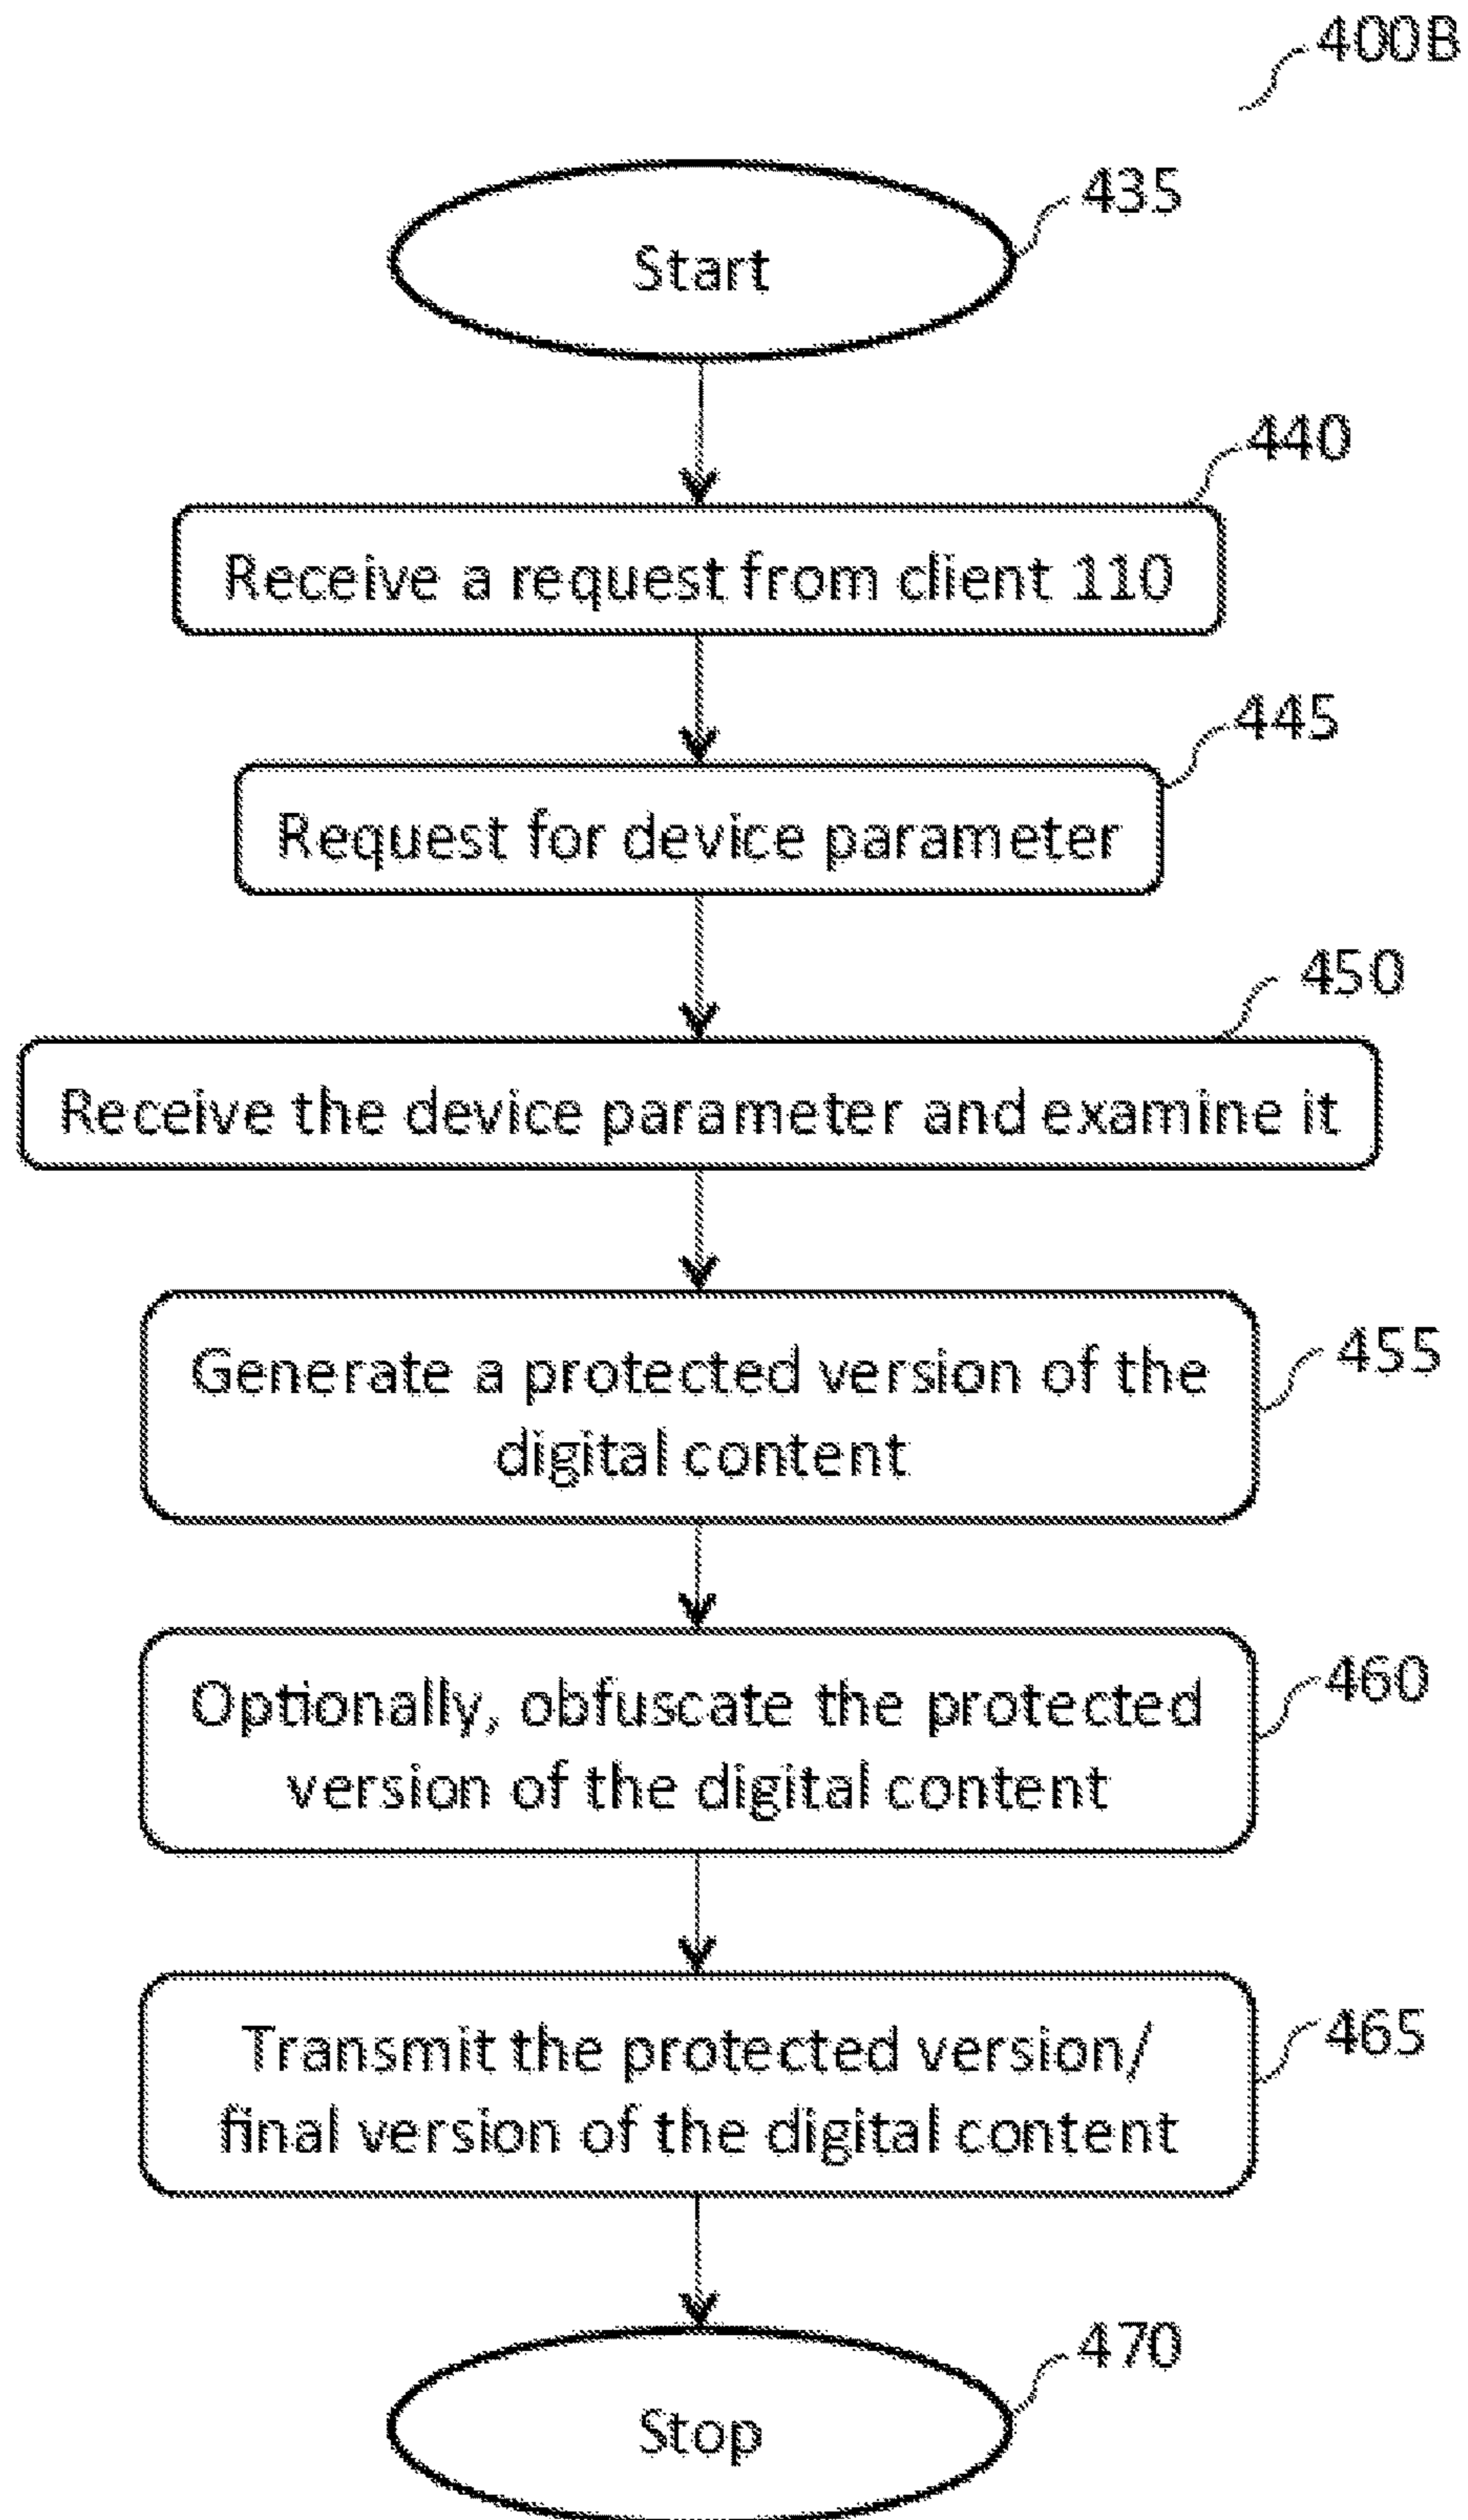 400B
435
Start
440
Receive a request from client 110
445
Request for device parameter
450
Receive the device parameter and examine it
455
Generate a protected version of the
digital content
460
Optionally, obfuscate the protected
version of the digital content
465
Transmit the protected version/
final version of the digital content
470
Stop